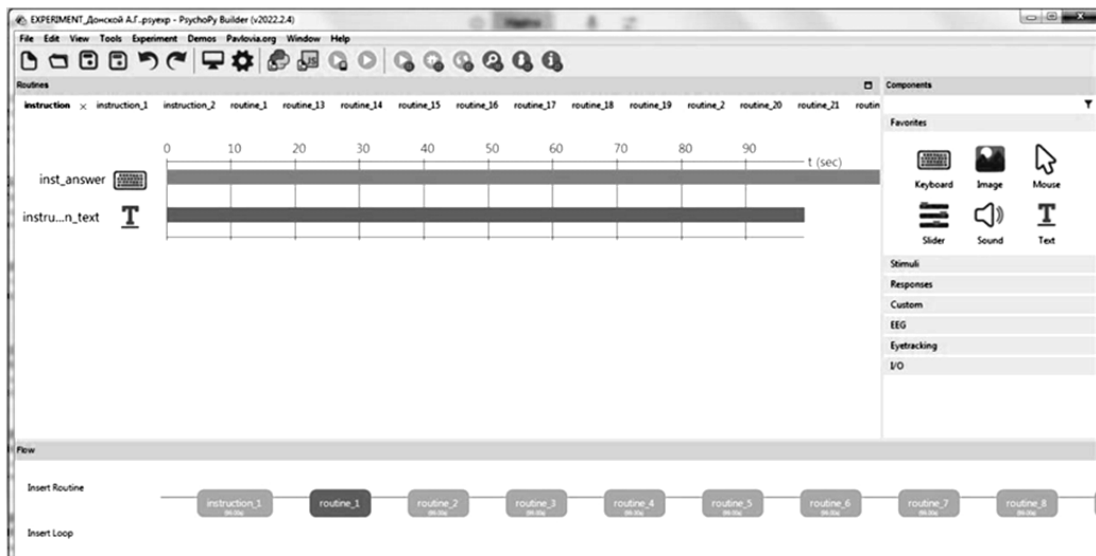 EXPERIMENT_Донской А.Г..psyexp - PsychoPy Builder (v2022.2.4)
File Edit View Tools Experiment Demos Pavlovia.org Window Help
Routines
Components
instruction × instruction_1 instruction_2 routine_1 routine_13 routine_14 routine_15 routine_16 routine_17 routine_18 routine_19 routine_2 routine_20 routine_21 routin
Favorites
0 10 20 30 40 50 60 70 80 90
t (sec)
inst_answer
instru...n_text
Keyboard Image Mouse
Slider Sound Text
Stimuli
Responses
Custom
EEG
Eyetracking
I/O
Flow
Insert Routine
instruction_1 routine_1 routine_2 routine_3 routine_4 routine_5 routine_6 routine_7 routine_8
Insert Loop